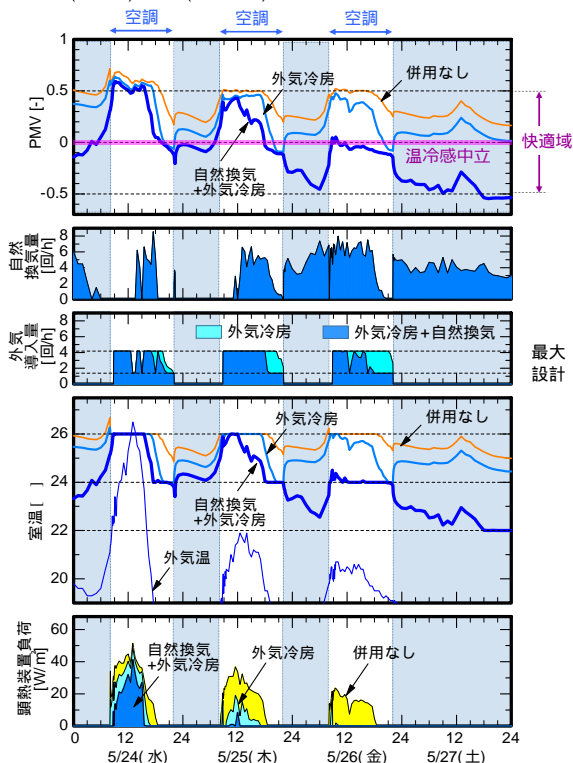 空調 空調 空調
1
0.5
0
-0.5
PMV [-]
外気冷房
併用なし
自然換気
+外気冷房
温冷感中立
快適域
8
6
4
2
0
自然
換気量
[回/h]
8
6
4
2
0
外気
導入量
[回/h]
外気冷房 外気冷房+自然換気
最大
設計
26
24
22
20
室温[ ]
外気冷房
併用なし
自然換気
+外気冷房
外気温
60
40
20
0
顕熱装置負荷
[W/㎡]
自然換気
+外気冷房
外気冷房
併用なし
0 12 24 12 24 12 24 12 24
5/24(水) 5/25(木) 5/26(金) 5/27(土)